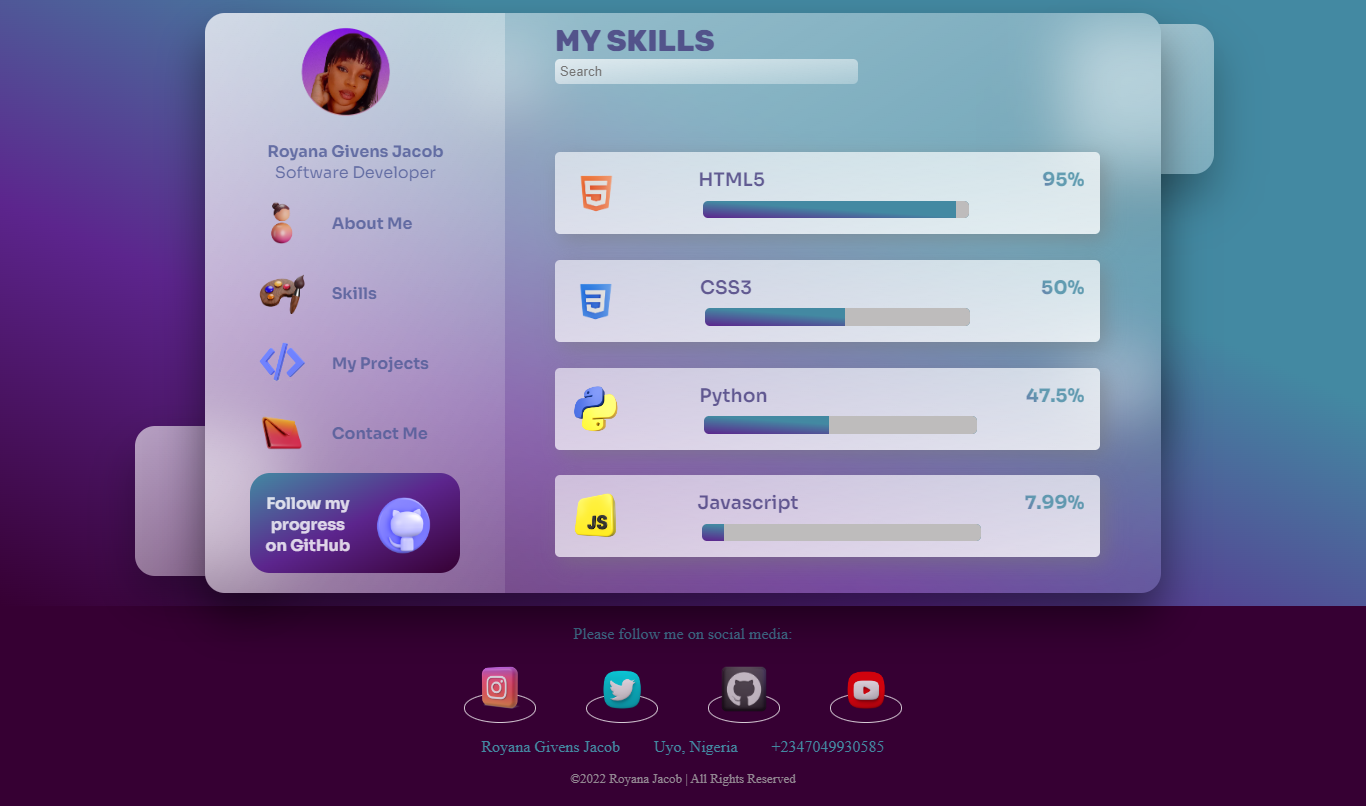 Royana Givens Jacob
Software Developer
About Me
Skills
My Projects
Contact Me
Follow my
progress
on GitHub
MY SKILLS
Search
HTML5 95%
CSS3 50%
Python 47.5%
JS
Javascript 7.99%
Please follow me on social media:
Royana Givens Jacob Uyo, Nigeria +2347049930585
©2022 Royana Jacob | All Rights Reserved